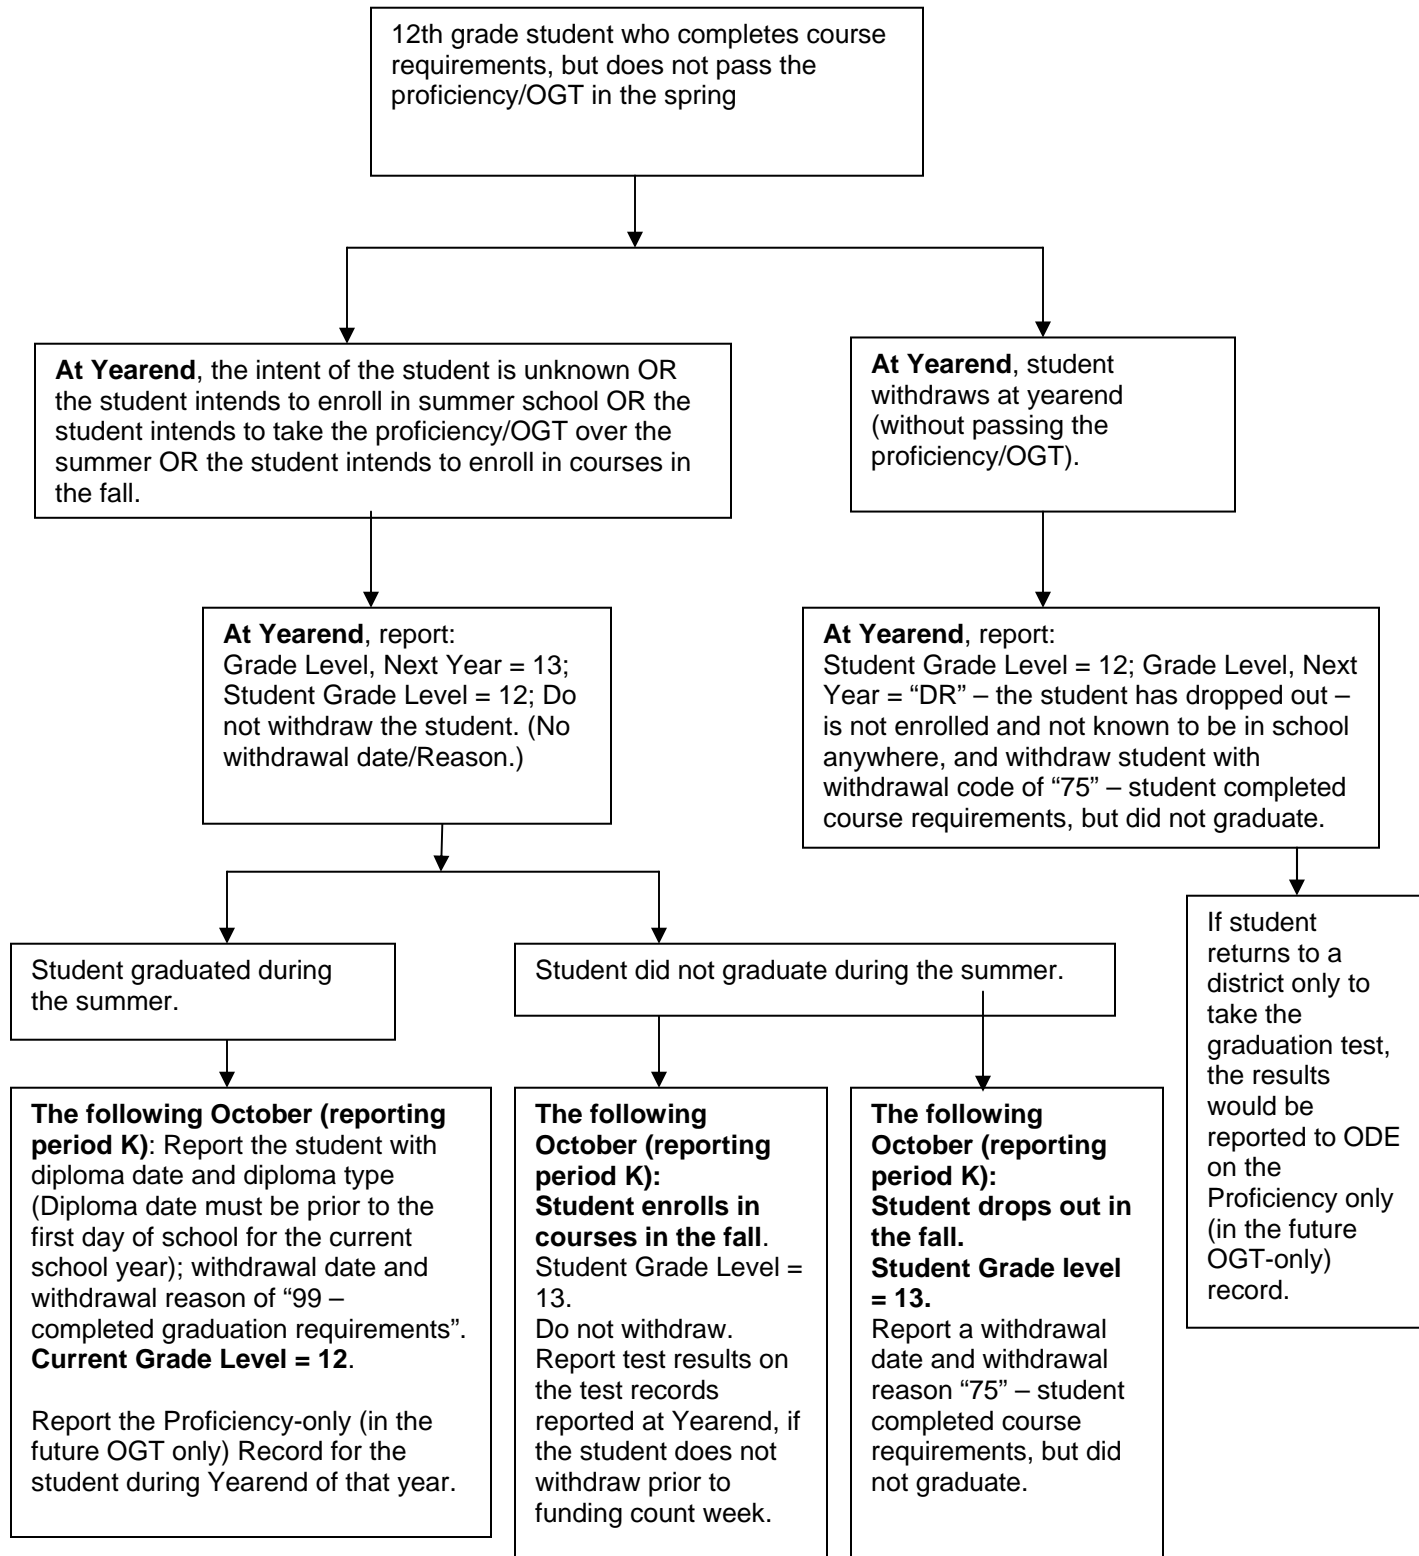 12th grade student who completes course
requirements, but does not pass the
proficiency/OGT in the spring
At Yearend, the intent of the student is unknown OR
the student intends to enroll in summer school OR the
student intends to take the proficiency/OGT over the
summer OR the student intends to enroll in courses in
the fall.
At Yearend, student
withdraws at yearend
(without passing the
proficiency/OGT).
At Yearend, report:
Grade Level, Next Year = 13;
Student Grade Level = 12; Do
not withdraw the student. (No
withdrawal date/Reason.)
At Yearend, report:
Student Grade Level = 12; Grade Level, Next
Year = “DR” – the student has dropped out –
is not enrolled and not known to be in school
anywhere, and withdraw student with
withdrawal code of “75” – student completed
course requirements, but did not graduate.
Student graduated during
the summer.
Student did not graduate during the summer.
If student
returns to a
district only to
take the
graduation test,
the results
would be
reported to ODE
on the
Proficiency only
(in the future
OGT-only)
record.
The following October (reporting
period K): Report the student with
diploma date and diploma type
(Diploma date must be prior to the
first day of school for the current
school year); withdrawal date and
withdrawal reason of “99 –
completed graduation requirements”.
Current Grade Level = 12.
Report the Proficiency-only (in the
future OGT only) Record for the
student during Yearend of that year.
The following
October (reporting
period K):
Student enrolls in
courses in the fall.
Student Grade Level =
13.
Do not withdraw.
Report test results on
the test records
reported at Yearend, if
the student does not
withdraw prior to
funding count week.
The following
October (reporting
period K):
Student drops out in
the fall.
Student Grade level
= 13.
Report a withdrawal
date and withdrawal
reason “75” – student
completed course
requirements, but did
not graduate.